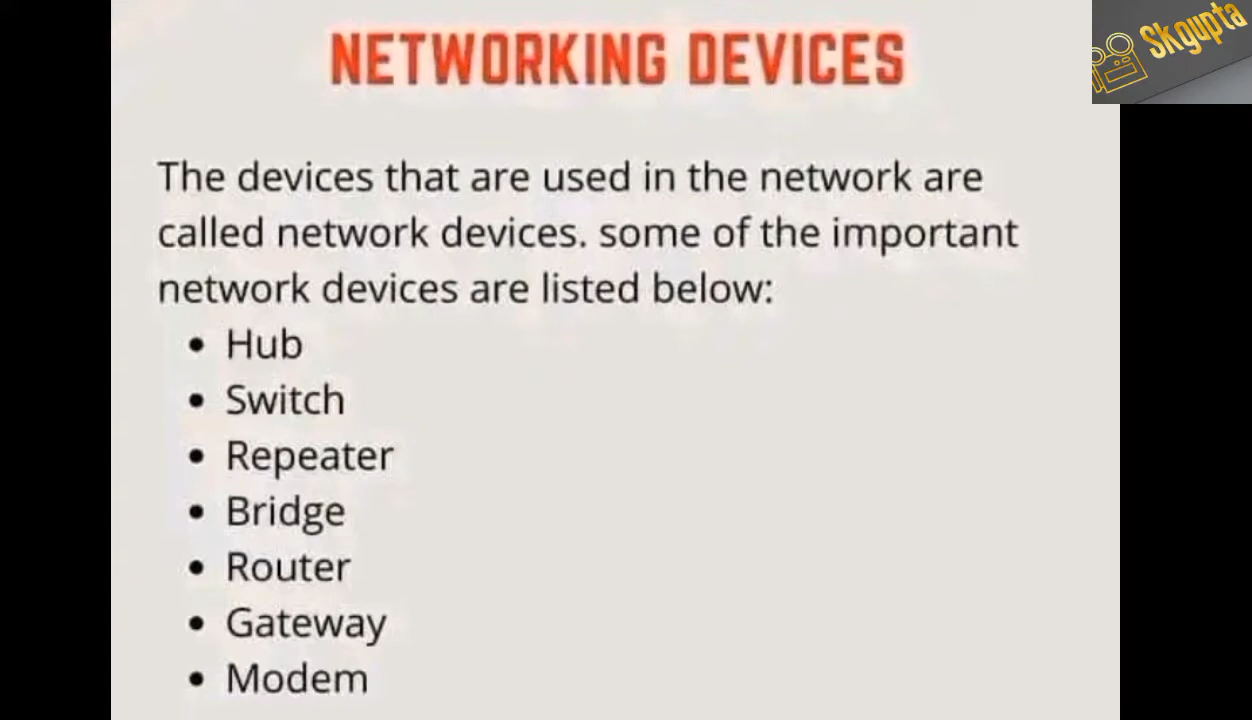 NETWORKING DEVICES
Skgupta
The devices that are used in the network are
called network devices. some of the important
network devices are listed below:
• Hub
• Switch
• Repeater
• Bridge
• Router
• Gateway
• Modem